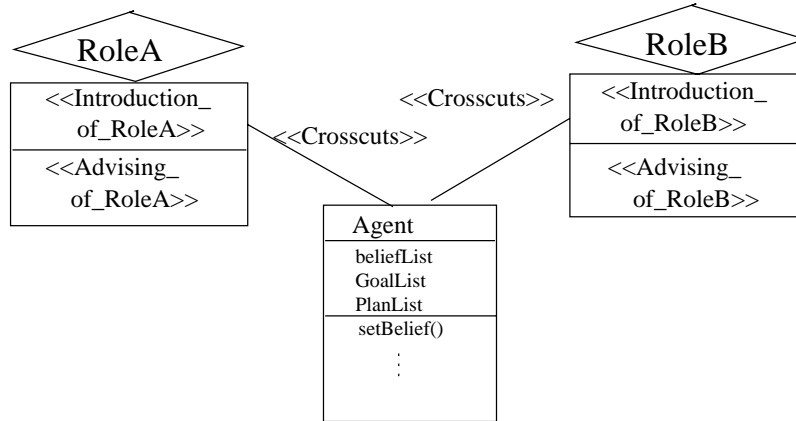 RoleA
<<Introduction_
of_RoleA>>
<<Advising_
of_RoleA>>
<<Crosscuts>>
<<Crosscuts>>
RoleB
<<Introduction_
of_RoleB>>
<<Advising_
of_RoleB>>
Agent
beliefList
GoalList
PlanList
setBelief()